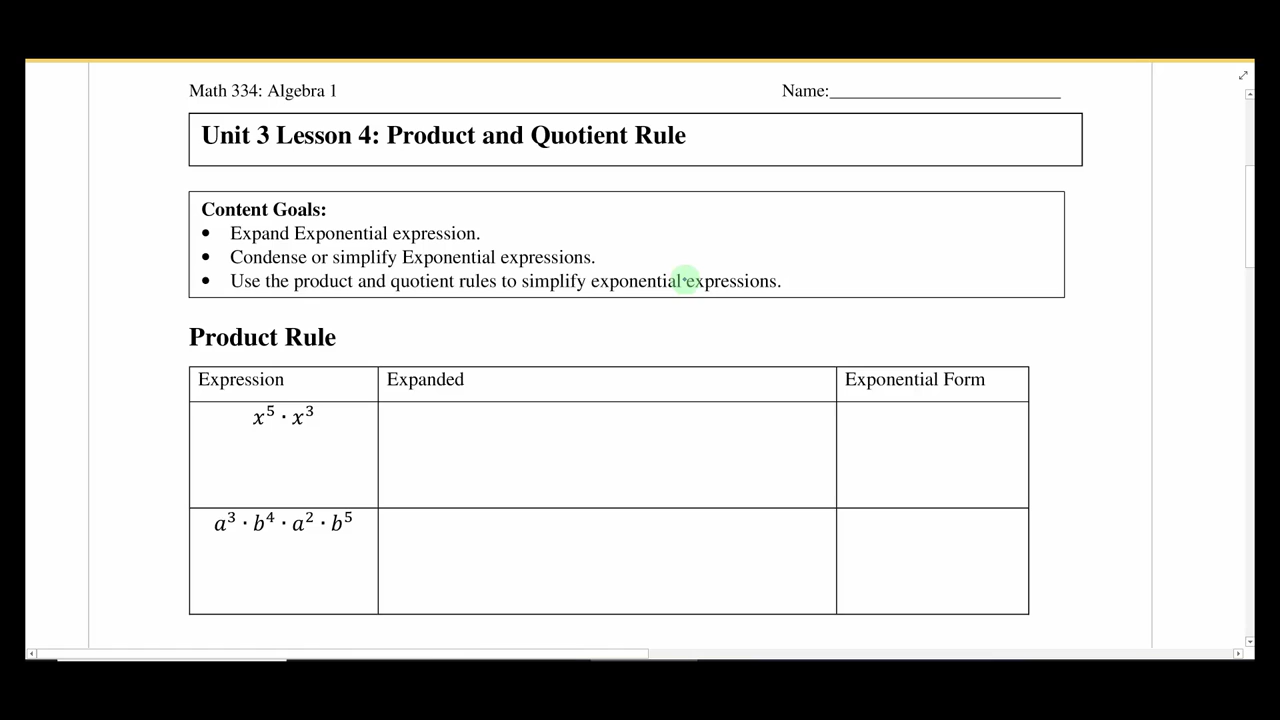 Math 334: Algebra 1 Name:_________________________
Unit 3 Lesson 4: Product and Quotient Rule
Content Goals:
• Expand Exponential expression.
• Condense or simplify Exponential expressions.
• Use the product and quotient rules to simplify exponential expressions.
Product Rule
Expression Expanded Exponential Form
x⁵ · x³
a³ · b⁴ · a² · b⁵